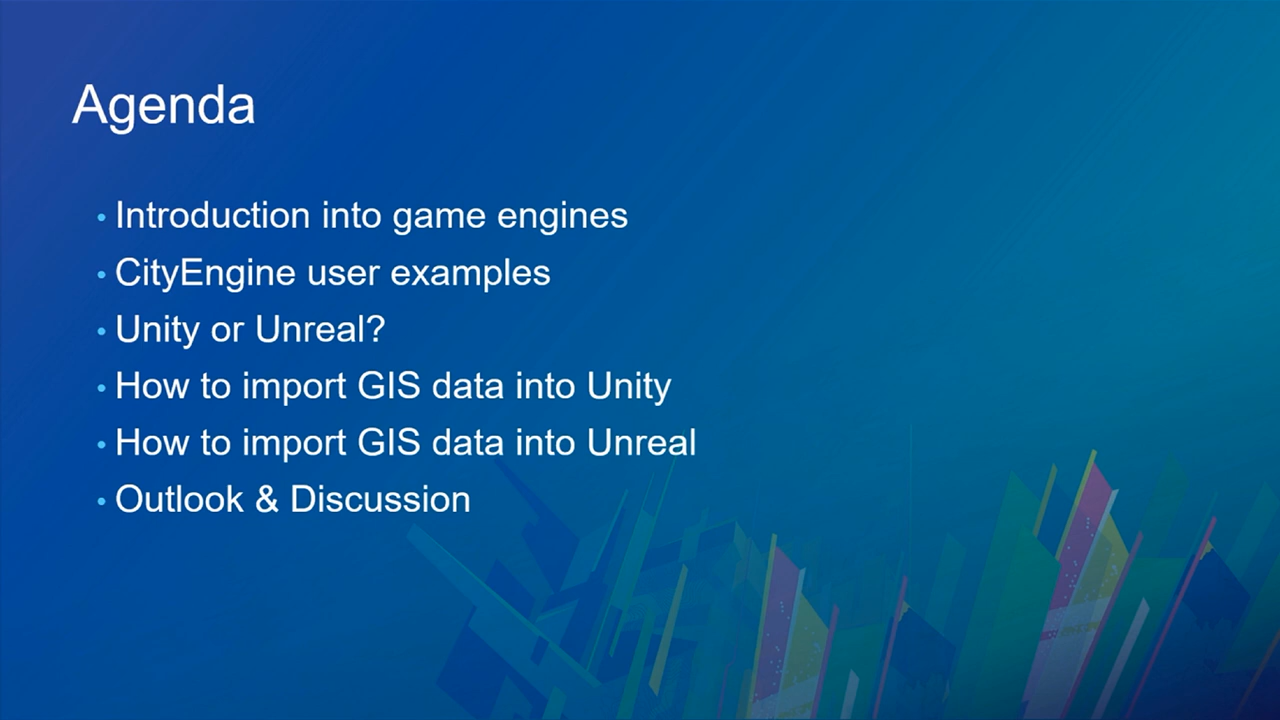 Agenda
• Introduction into game engines
• CityEngine user examples
• Unity or Unreal?
• How to import GIS data into Unity
• How to import GIS data into Unreal
• Outlook & Discussion